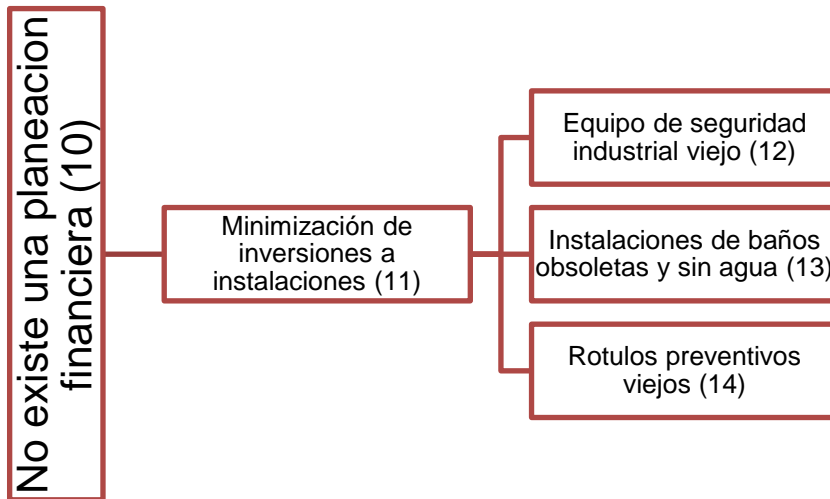 No existe una planeacion
financiera (10)
Minimización de
inversiones a
instalaciones (11)
Equipo de seguridad
industrial viejo (12)
Instalaciones de baños
obsoletas y sin agua (13)
Rotulos preventivos
viejos (14)